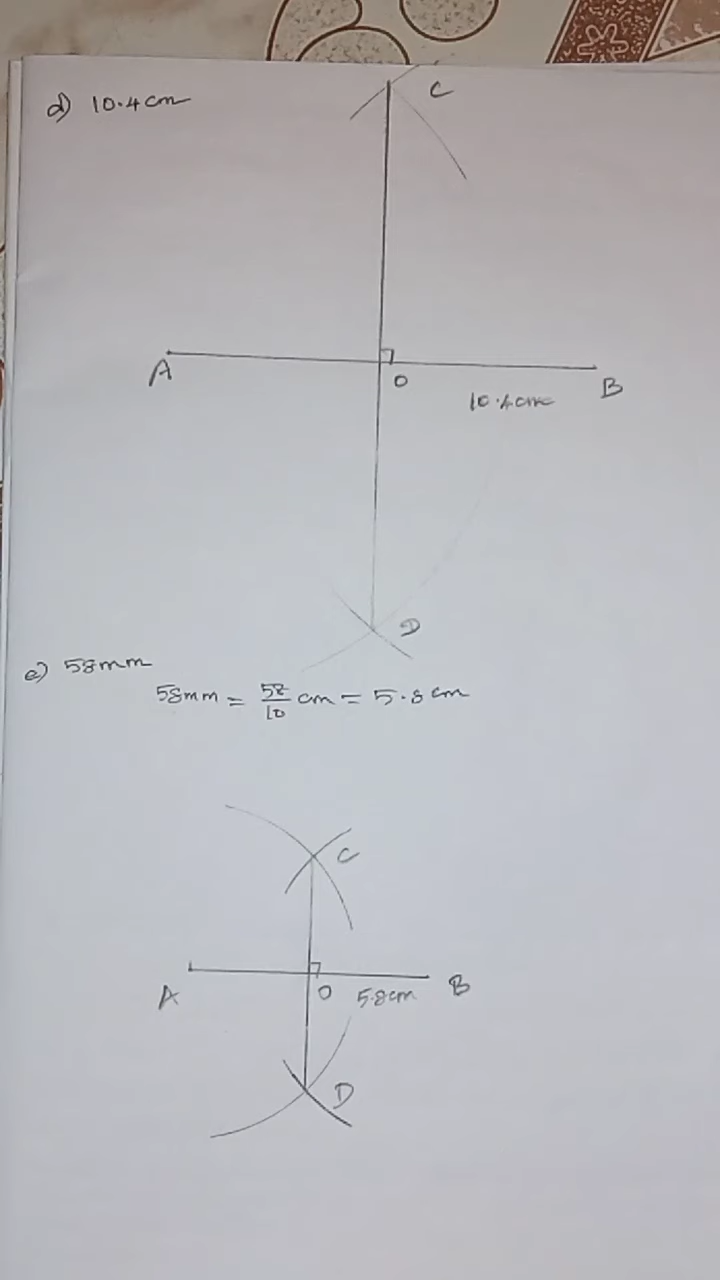 d) 10.4cm
C
A
O
B
10.4cm
D
e) 58mm
58mm = 58/10 cm = 5.8cm
C
A
O
5.8cm
B
D